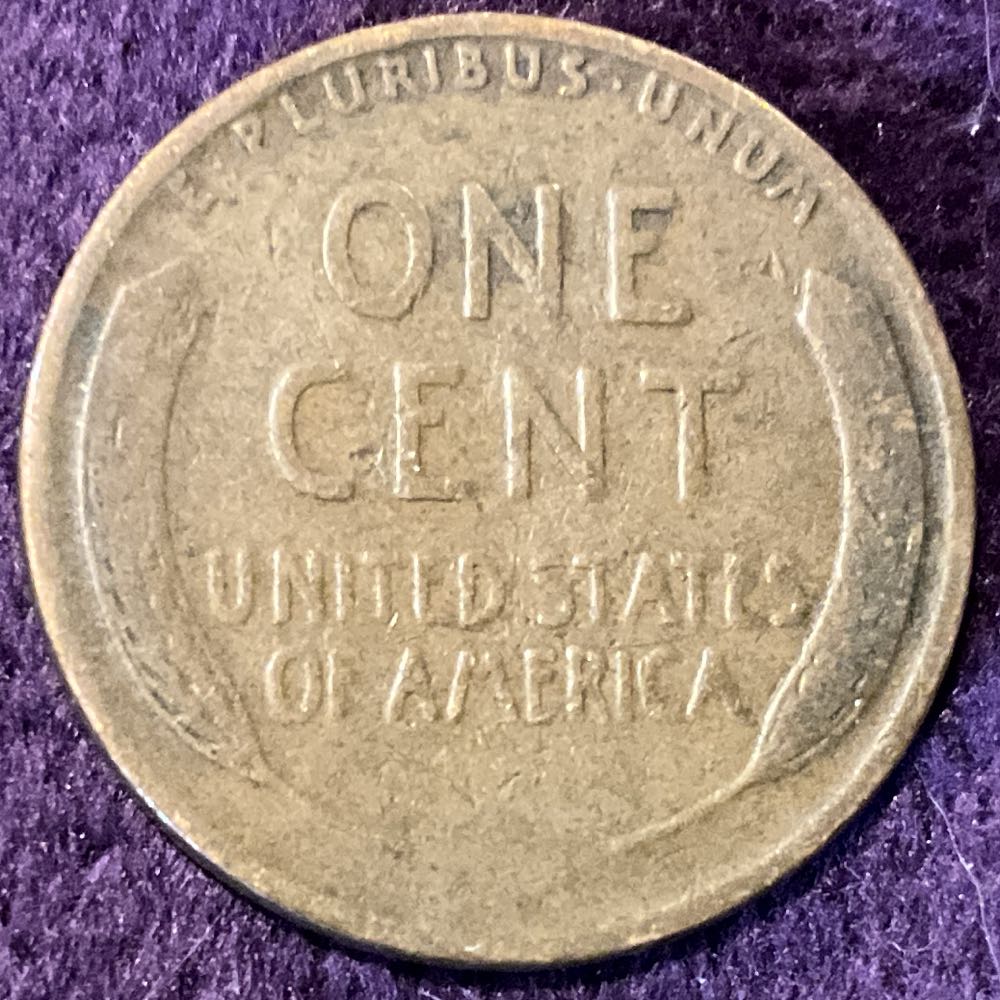 E PLURIBUS · UNUM
ONE
CENT
UNITED STATES
OF AMERICA